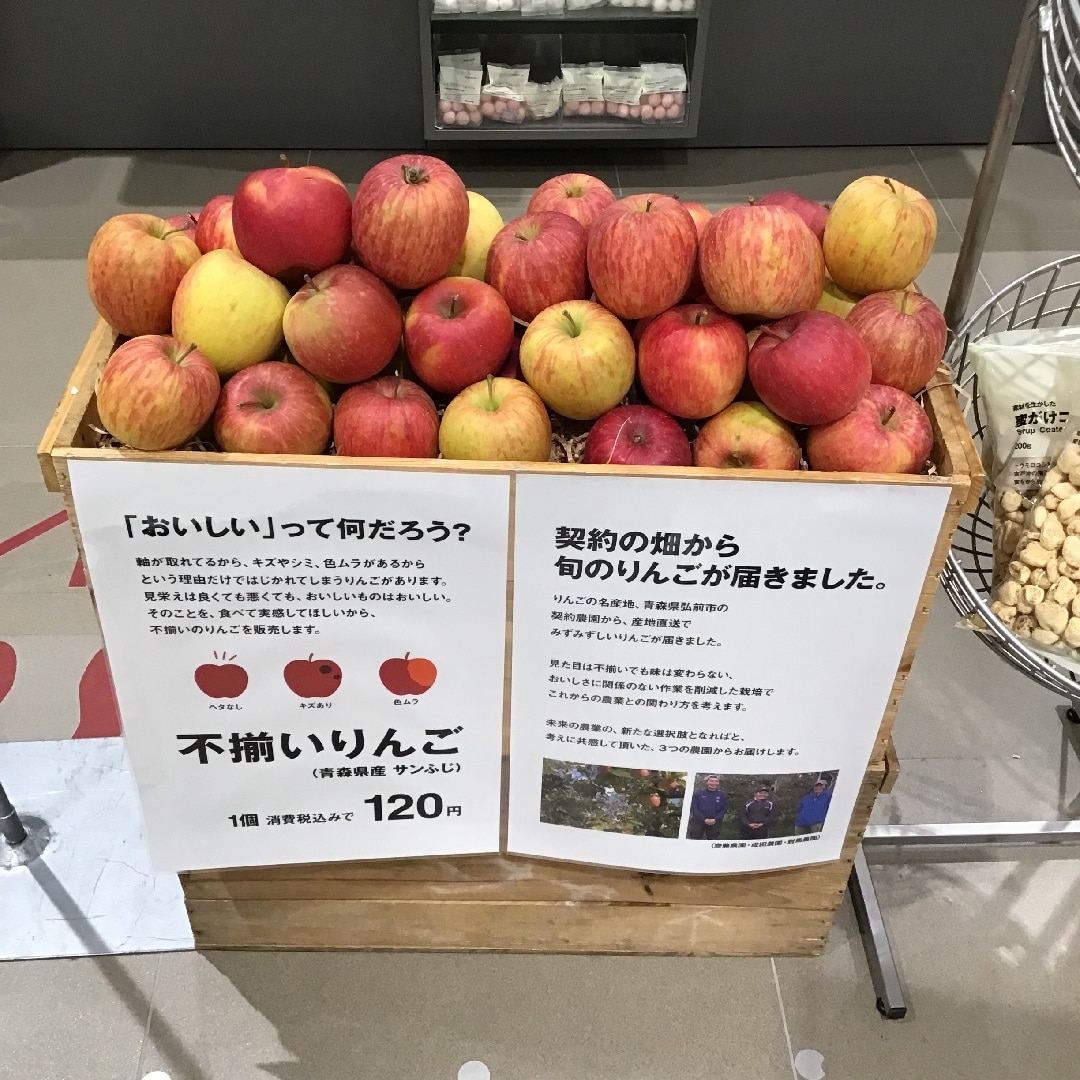 「おいしい」って何だろう?
軸が取れてるから、キズやシミ、色ムラがあるから
という理由だけではじかれてしまうりんごがあります。
見栄えは良くても悪くても、おいしいものはおいしい。
そのことを、食べて実感してほしいから、
不揃いのりんごを販売します。
ヘタなし
キズあり
色ムラ
不揃いりんご
(青森県産 サンふじ)
1個 消費税込みで 120円
契約の畑から
旬のりんごが届きました。
りんごの名産地、青森県弘前市の
契約農園から、産地直送で
みずみずしいりんごが届きました。
見た目は不揃いでも味は変わらない、
おいしさに関係のない作業を削減した栽培で
これからの農業との関わり方を考えます。
未来の農業の、新たな選択肢となればと、
考えに共感して頂いた、3つの農園からお届けします。
素材を生かした
蜜がけ